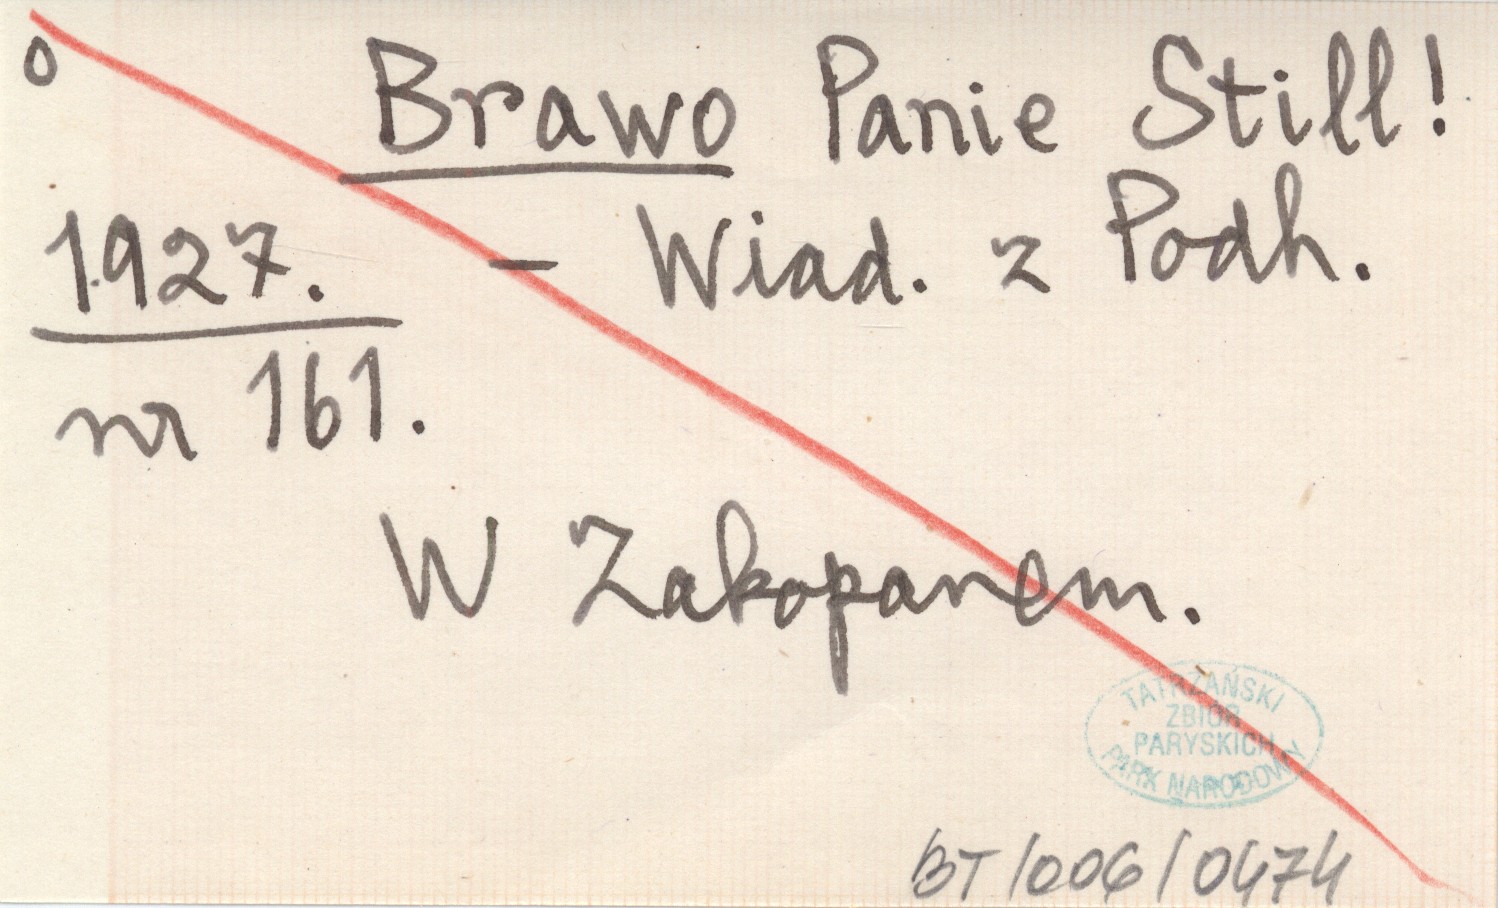 o Brawo Panie Still!
1927. – Wiad. z Podh.
nr 161.
W Zakopanem.
TATRZAŃSKI
ZBIÓR
PARYSKICH
PARK NARODOWY
BT/006/0474